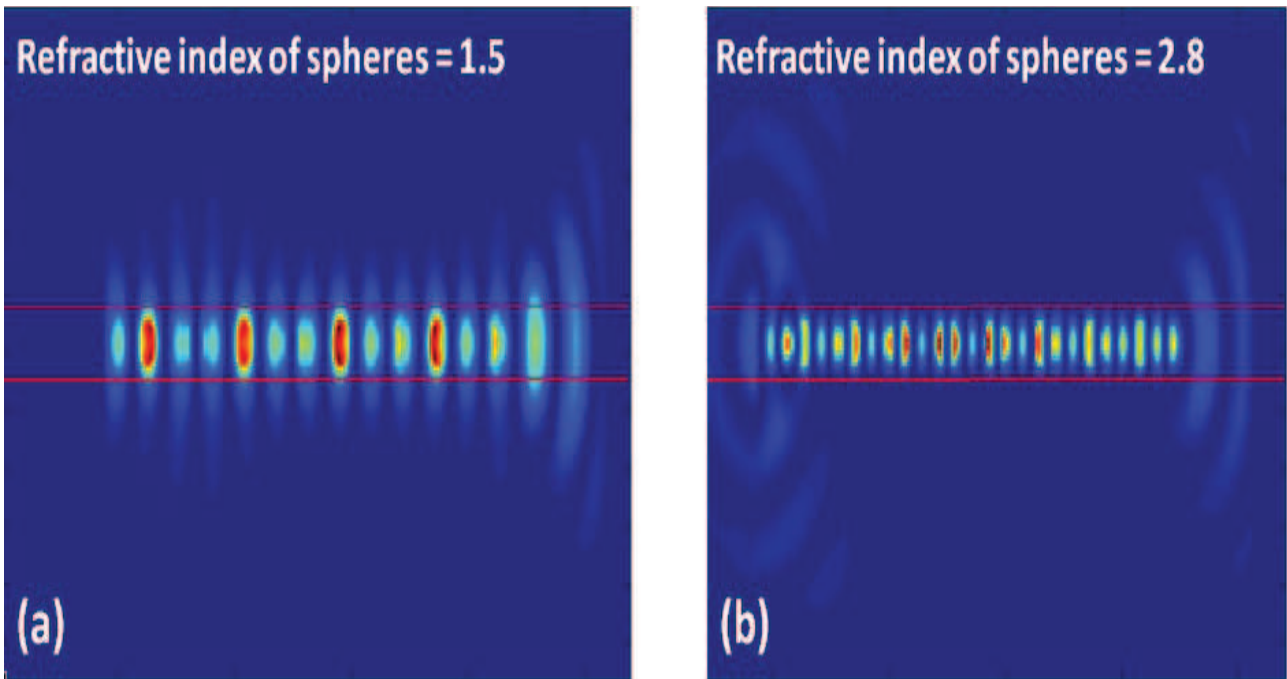 Refractive index of spheres = 1.5
(a)
Refractive index of spheres = 2.8
(b)